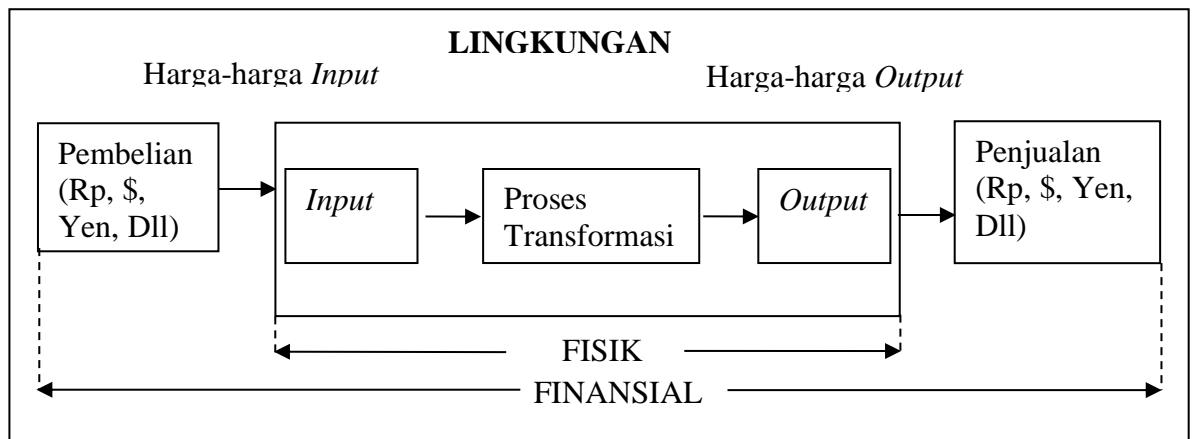 LINGKUNGAN
Harga-harga Input
Harga-harga Output
Pembelian
(Rp, $,
Yen, Dll)
Input
Proses
Transformasi
Output
Penjualan
(Rp, $, Yen,
Dll)
FISIK
FINANSIAL